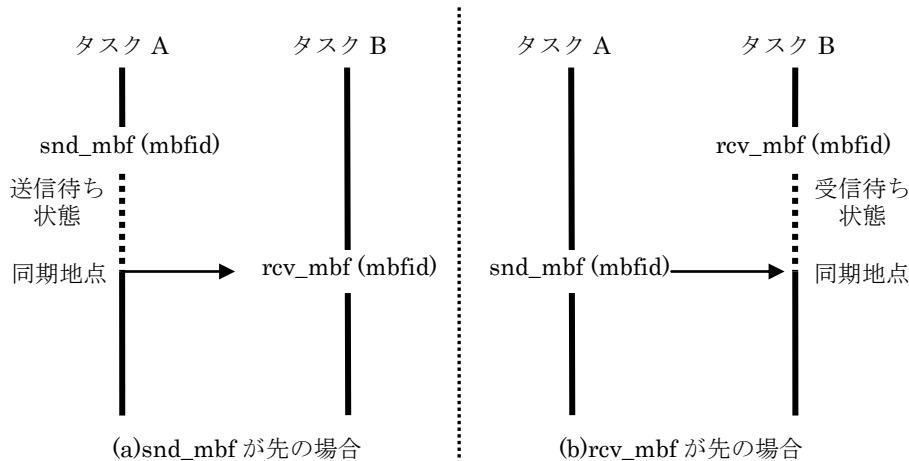 タスク A
タスク B
snd_mbf (mbfid)
送信待ち
状態
同期地点
rcv_mbf (mbfid)
(a)snd_mbf が先の場合
タスク A
タスク B
rcv_mbf (mbfid)
受信待ち
状態
snd_mbf (mbfid)
同期地点
(b)rcv_mbf が先の場合